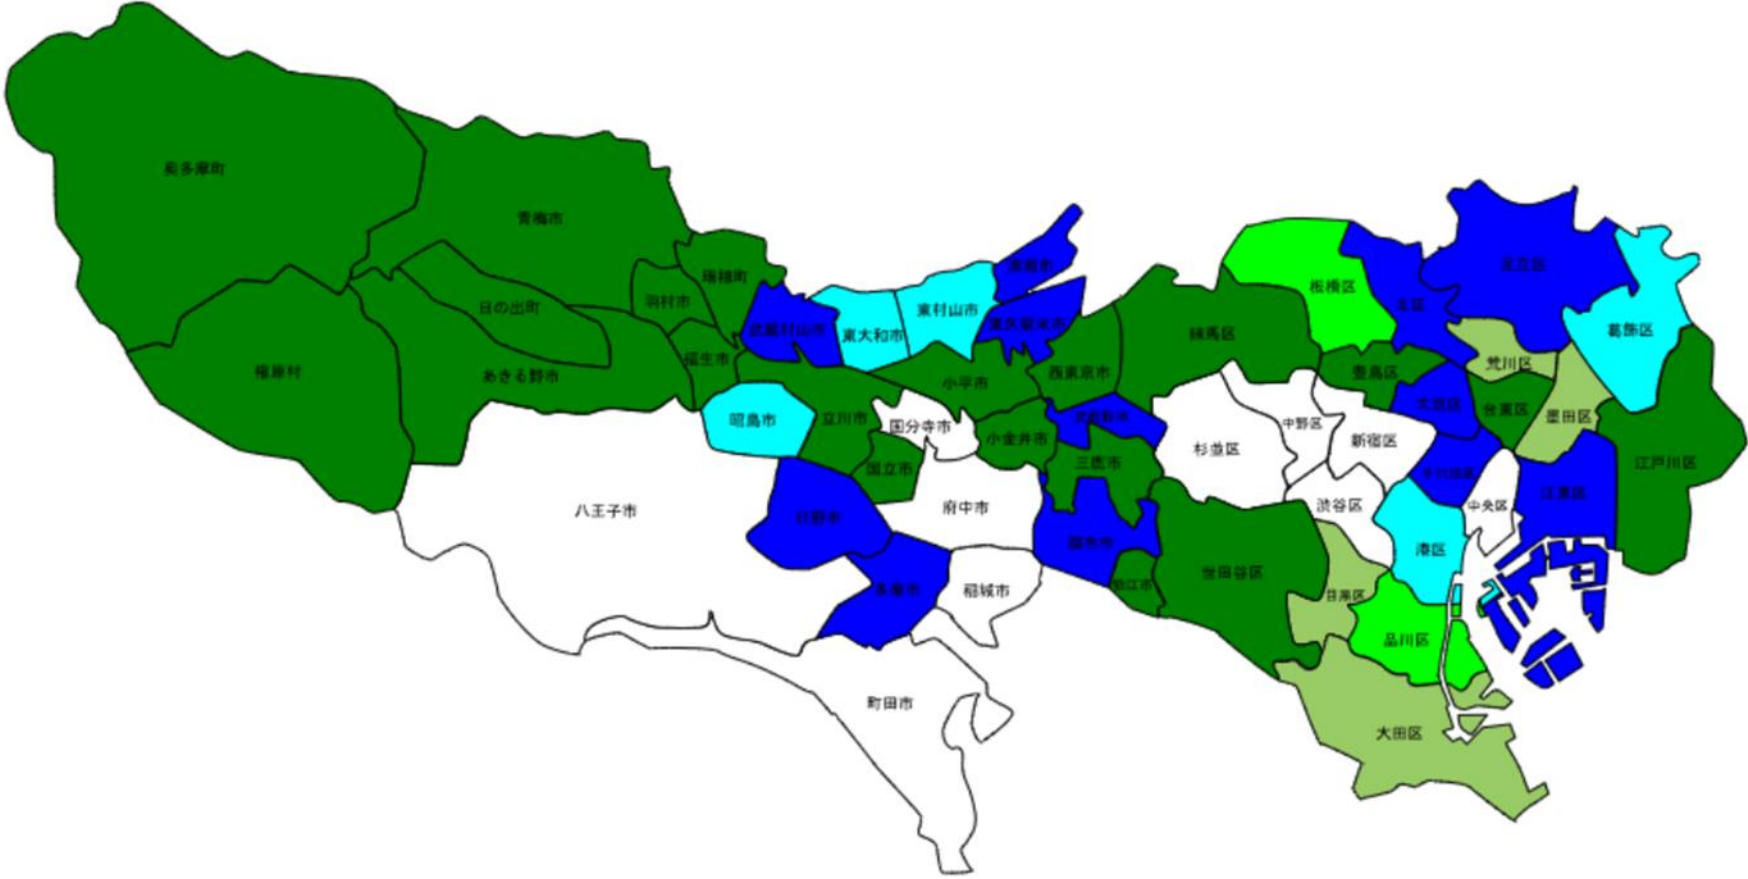 奥多摩町
青梅市
瑞穂町
羽村市
日の出町
檜原村
あきる野市
福生市
武蔵村山市
東大和市
東村山市
清瀬市
東久留米市
西東京市
小平市
昭島市
立川市
国分寺市
小金井市
国立市
三鷹市
八王子市
日野市
府中市
調布市
狛江市
多摩市
稲城市
町田市
練馬区
板橋区
北区
足立区
葛飾区
荒川区
豊島区
文京区
台東区
墨田区
江戸川区
杉並区
中野区
新宿区
千代田区
中央区
江東区
渋谷区
港区
世田谷区
目黒区
品川区
大田区